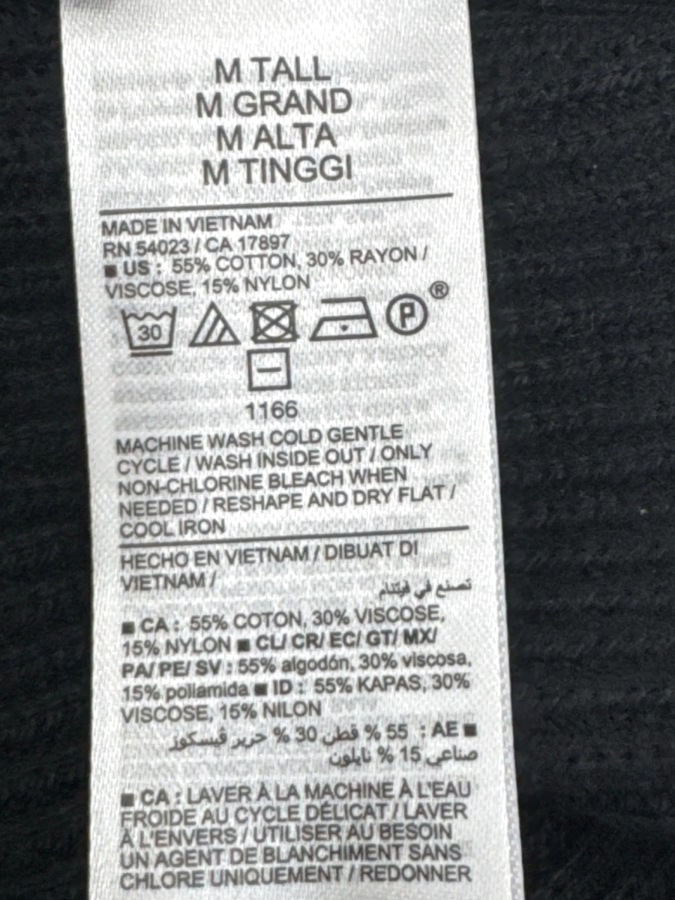 M TALL
M GRAND
M ALTA
M TINGGI
MADE IN VIETNAM
RN 54023 / CA 17897
■ US : 55% COTTON, 30% RAYON /
VISCOSE, 15% NYLON
30 P ®
1166
MACHINE WASH COLD GENTLE
CYCLE / WASH INSIDE OUT / ONLY
NON-CHLORINE BLEACH WHEN
NEEDED / RESHAPE AND DRY FLAT /
COOL IRON
HECHO EN VIETNAM / DIBUAT DI
VIETNAM /
تصنع في فيتنام
■ CA : 55% COTON, 30% VISCOSE,
15% NYLON ■ CL/ CR/ EC/ GT/ MX/
PA/ PE/ SV : 55% algodón, 30% viscosa,
15% poliamida ■ ID : 55% KAPAS, 30%
VISCOSE, 15% NILON
■ AE : 55 % قطن 30 % حرير ڤيسكوز
صناعي 15 % نايلون
■ CA : LAVER À LA MACHINE À L'EAU
FROIDE AU CYCLE DÉLICAT / LAVER
À L'ENVERS / UTILISER AU BESOIN
UN AGENT DE BLANCHIMENT SANS
CHLORE UNIQUEMENT / REDONNER